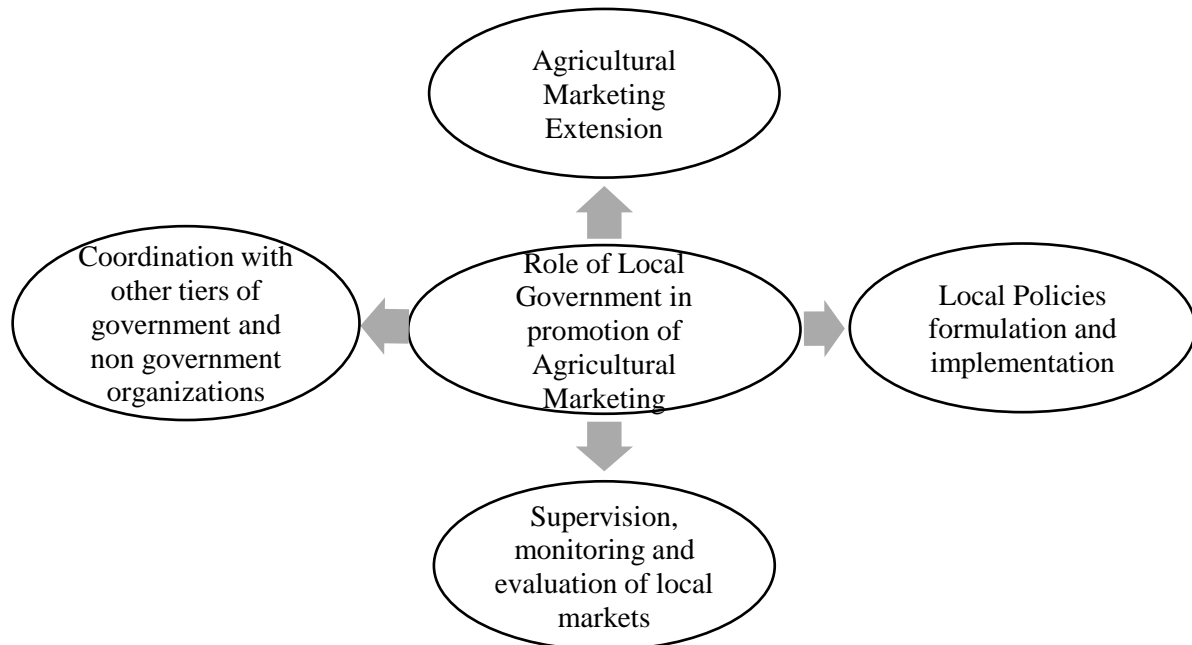 Agricultural
Marketing
Extension
Coordination with
other tiers of
government and
non government
organizations
Role of Local
Government in
promotion of
Agricultural
Marketing
Local Policies
formulation and
implementation
Supervision,
monitoring and
evaluation of local
markets